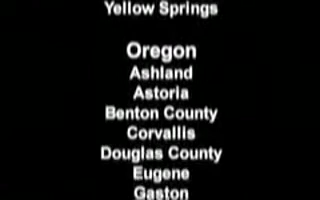 Yellow Springs
Oregon
Ashland
Astoria
Benton County
Corvallis
Douglas County
Eugene
Gaston